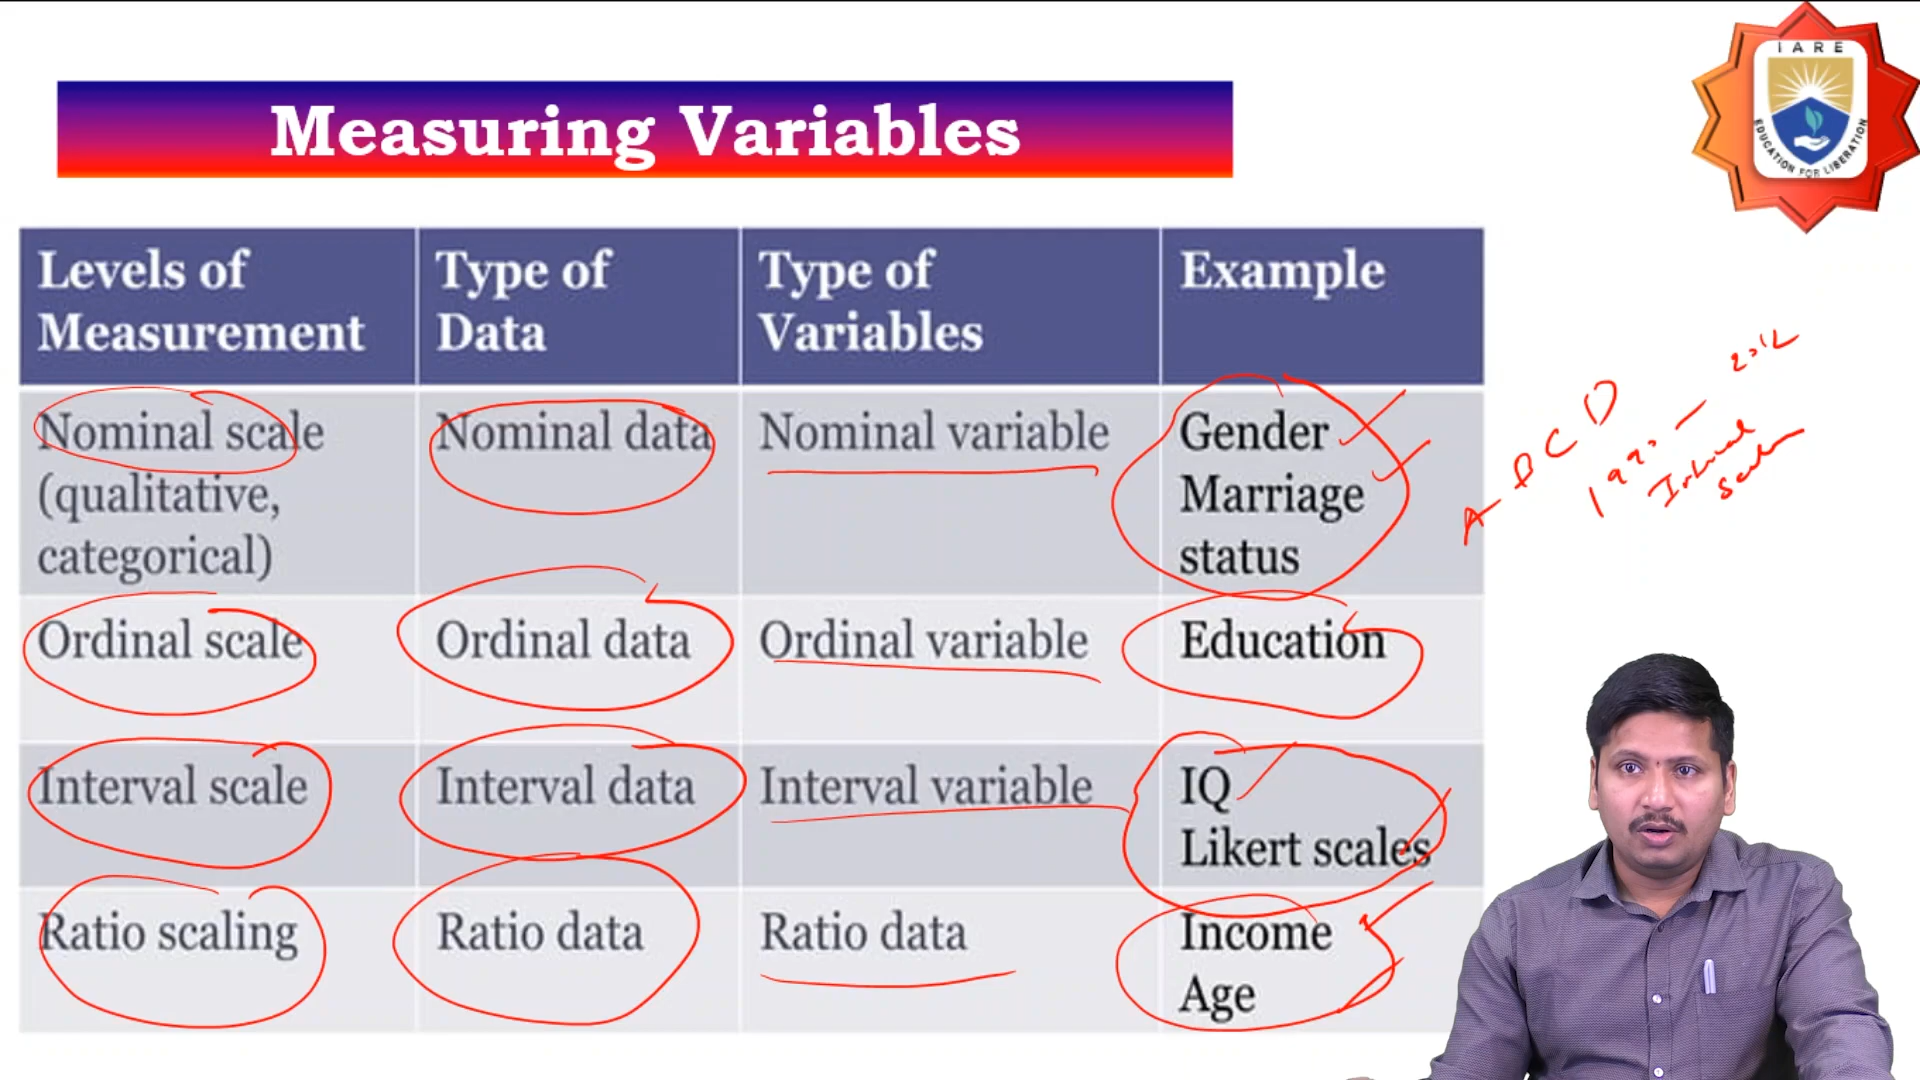 IARE
EDUCATION FOR LIBERATION
Measuring Variables
Levels of Measurement
Type of Data
Type of Variables
Example
Nominal scale
(qualitative,
categorical)
Nominal data
Nominal variable
Gender
Marriage
status
Ordinal scale
Ordinal data
Ordinal variable
Education
Interval scale
Interval data
Interval variable
IQ
Likert scales
Ratio scaling
Ratio data
Ratio data
Income
Age
A B C D
1990 - 2012